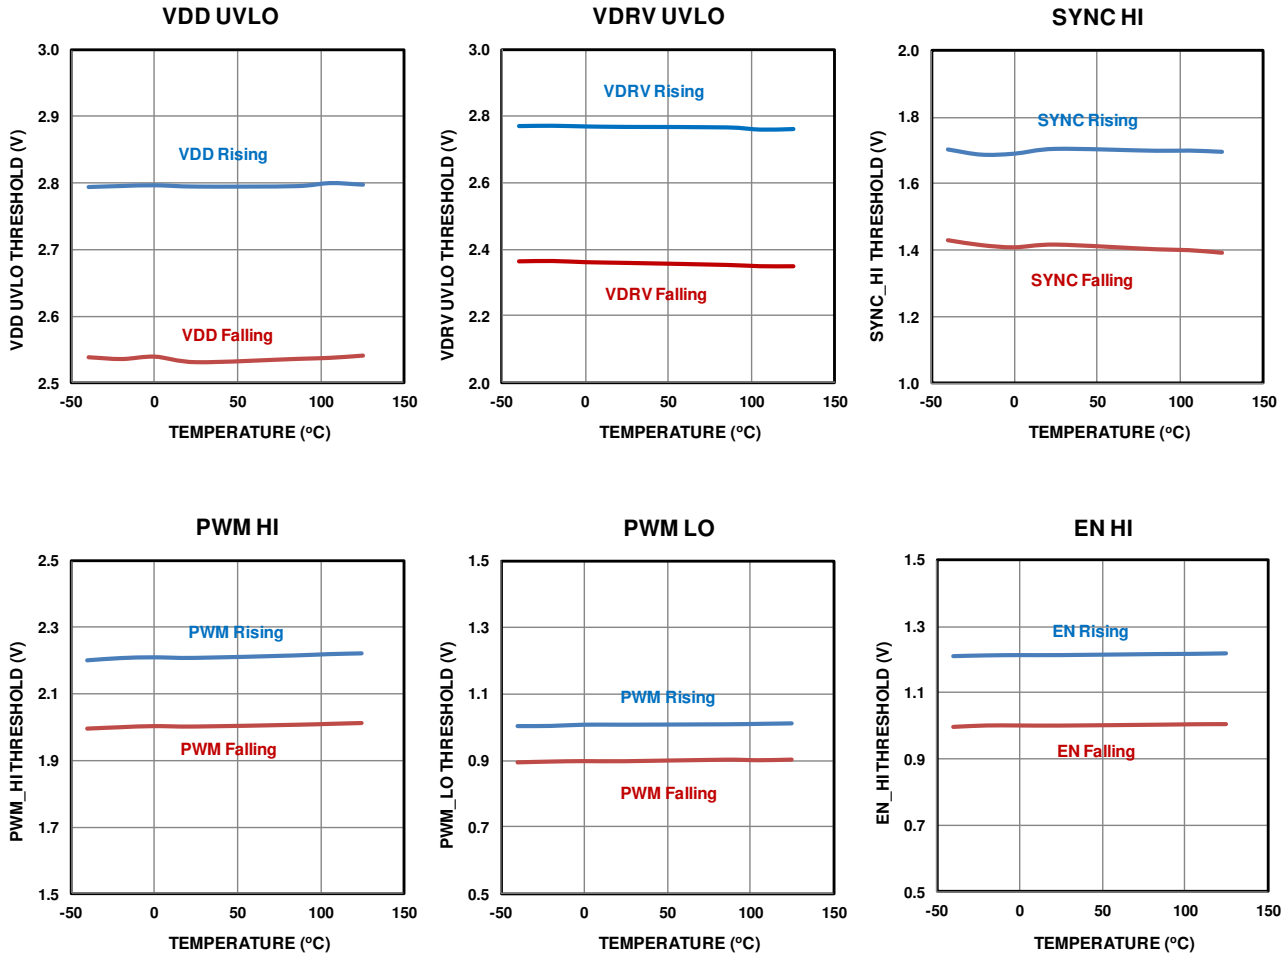 VDD UVLO
VDD UVLO THRESHOLD (V)
3.0
2.9
2.8
2.7
2.6
2.5
VDD Rising
VDD Falling
-50 0 50 100 150
TEMPERATURE (ºC)
VDRV UVLO
VDRV UVLO THRESHOLD (V)
3.0
2.8
2.6
2.4
2.2
2.0
VDRV Rising
VDRV Falling
-50 0 50 100 150
TEMPERATURE (ºC)
SYNC HI
SYNC_HI THRESHOLD (V)
2.0
1.8
1.6
1.4
1.2
1.0
SYNC Rising
SYNC Falling
-50 0 50 100 150
TEMPERATURE (ºC)
PWM HI
PWM_HI THRESHOLD (V)
2.5
2.3
2.1
1.9
1.7
1.5
PWM Rising
PWM Falling
-50 0 50 100 150
TEMPERATURE (ºC)
PWM LO
PWM_LO THRESHOLD (V)
1.5
1.3
1.1
0.9
0.7
0.5
PWM Rising
PWM Falling
-50 0 50 100 150
TEMPERATURE (ºC)
EN HI
EN_HI THRESHOLD (V)
1.5
1.3
1.1
0.9
0.7
0.5
EN Rising
EN Falling
-50 0 50 100 150
TEMPERATURE (ºC)